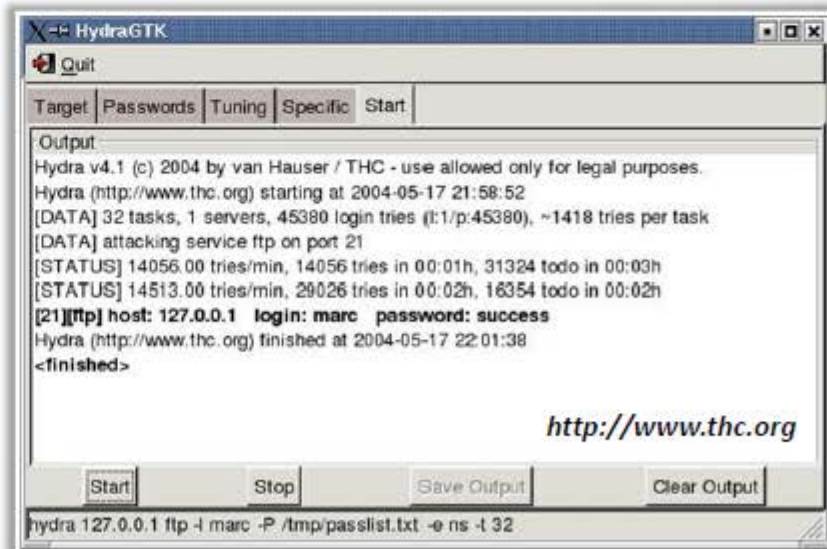 HydraGTK
Quit
Target Passwords Tuning Specific Start
Output
Hydra v4.1 (c) 2004 by van Hauser / THC - use allowed only for legal purposes.
Hydra (http://www.thc.org) starting at 2004-05-17 21:58:52
[DATA] 32 tasks, 1 servers, 45380 login tries (l:1/p:45380), ~1418 tries per task
[DATA] attacking service ftp on port 21
[STATUS] 14056.00 tries/min, 14056 tries in 00:01h, 31324 todo in 00:03h
[STATUS] 14513.00 tries/min, 29026 tries in 00:02h, 16354 todo in 00:02h
[21][ftp] host: 127.0.0.1 login: marc password: success
Hydra (http://www.thc.org) finished at 2004-05-17 22:01:38
<finished>
http://www.thc.org
Start Stop Save Output Clear Output
hydra 127.0.0.1 ftp -l marc -P /tmp/passlist.txt -e ns -t 32